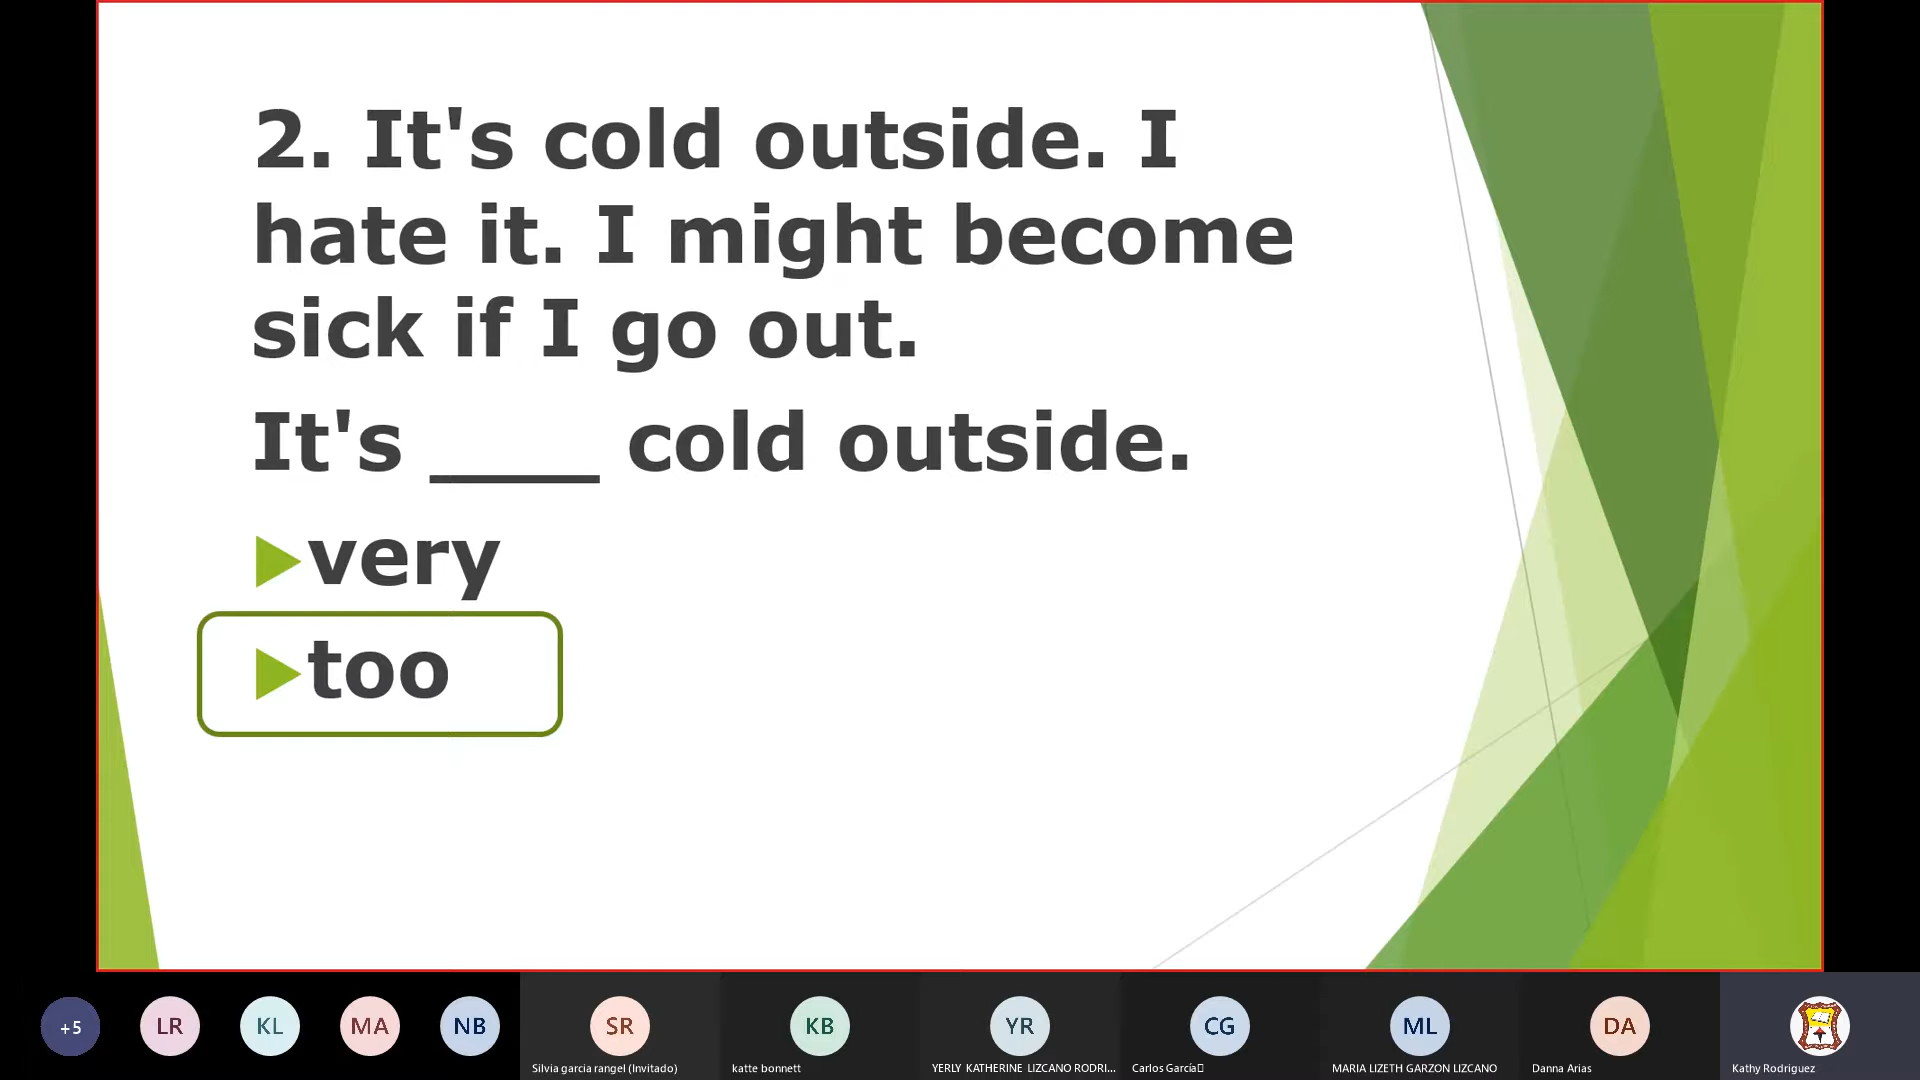 2. It's cold outside. I
hate it. I might become
sick if I go out.
It's ____ cold outside.
very
too
+5
LR
KL
MA
NB
SR
KB
YR
CG
ML
DA
Silvia garcia rangel (Invitado)
katte bonnett
YERLY KATHERINE LIZCANO RODRI...
Carlos García
MARIA LIZETH GARZON LIZCANO
Danna Arias
Kathy Rodriguez